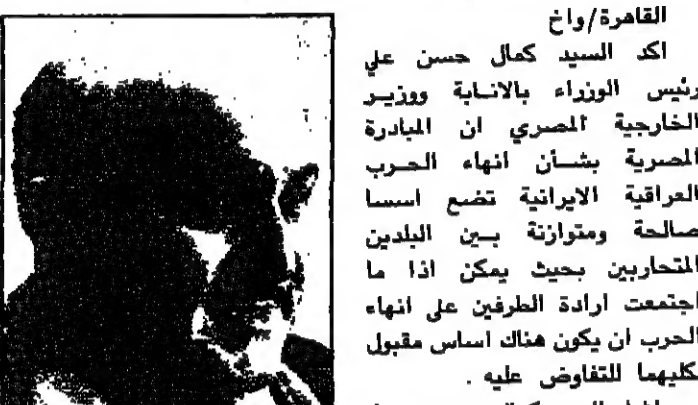 القاهرة/واخ
اكد السيد كمال حسن علي
رئيس الوزراء بالانابة ووزير
الخارجية المصري ان المبادرة
المصرية بشأن انهاء الحرب
العراقية الايرانية تضع اسسا
صالحة ومتوازنة بين البلدين
المتحاربين بحيث يمكن اذا ما
اجتمعت ارادة الطرفين على انهاء
الحرب ان يكون هناك اساس مقبول
كليهما للتفاوض عليه .